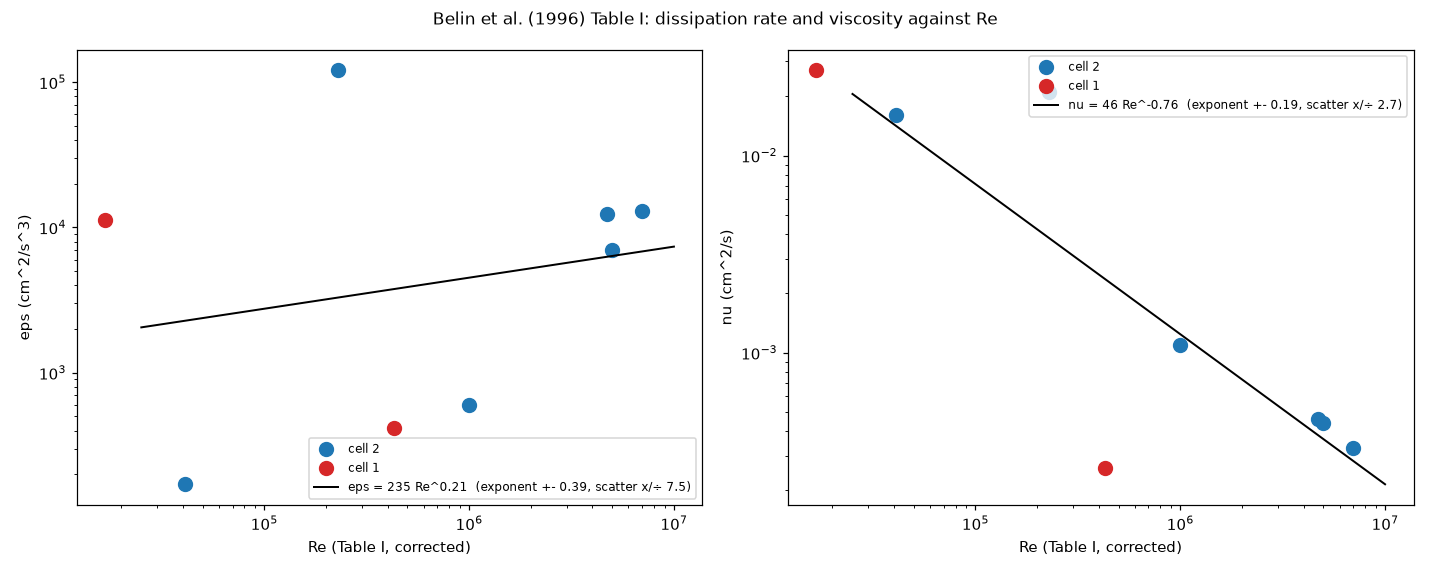 Belin et al. (1996) Table I: dissipation rate and viscosity against Re
eps (cm^2/s^3)
10^5
10^4
10^3
cell 2
cell 1
eps = 235 Re^0.21 (exponent +- 0.39, scatter x/÷ 7.5)
10^5
10^6
10^7
Re (Table I, corrected)
nu (cm^2/s)
10^−2
10^−3
cell 2
cell 1
nu = 46 Re^-0.76 (exponent +- 0.19, scatter x/÷ 2.7)
10^5
10^6
10^7
Re (Table I, corrected)